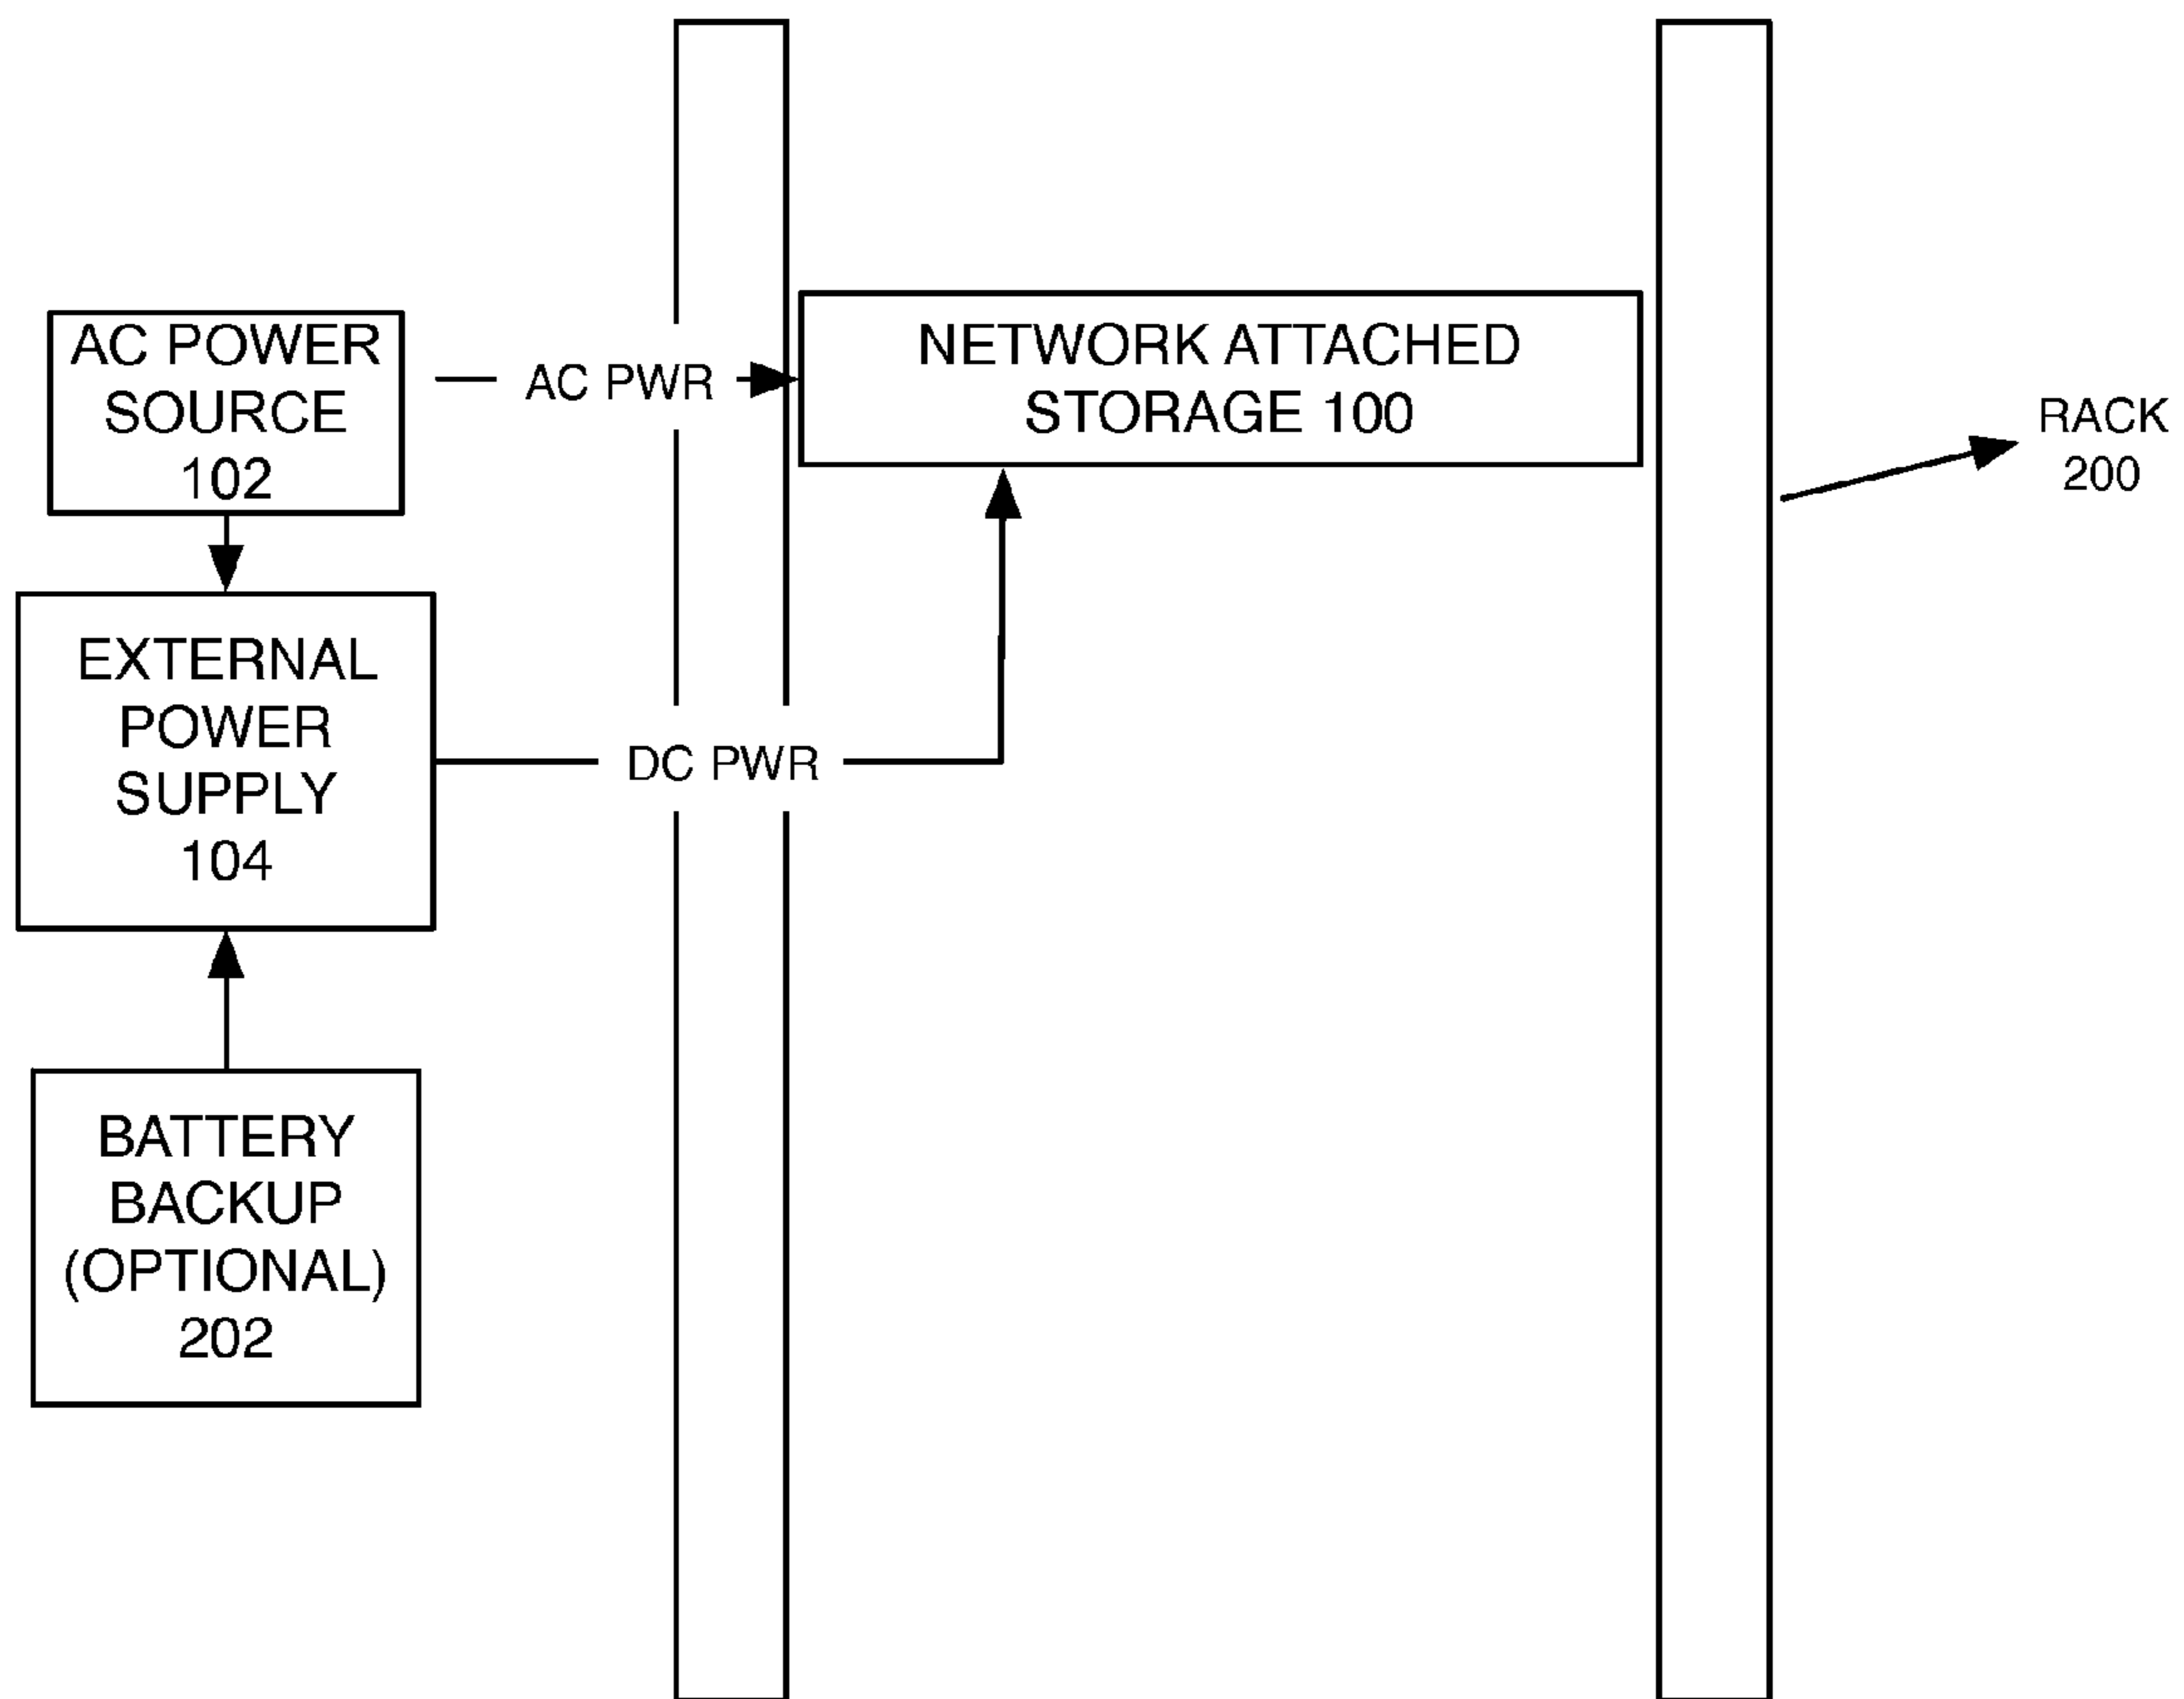 AC POWER
SOURCE
102
AC PWR
NETWORK ATTACHED
STORAGE 100
RACK
200
EXTERNAL
POWER
SUPPLY
104
DC PWR
BATTERY
BACKUP
(OPTIONAL)
202